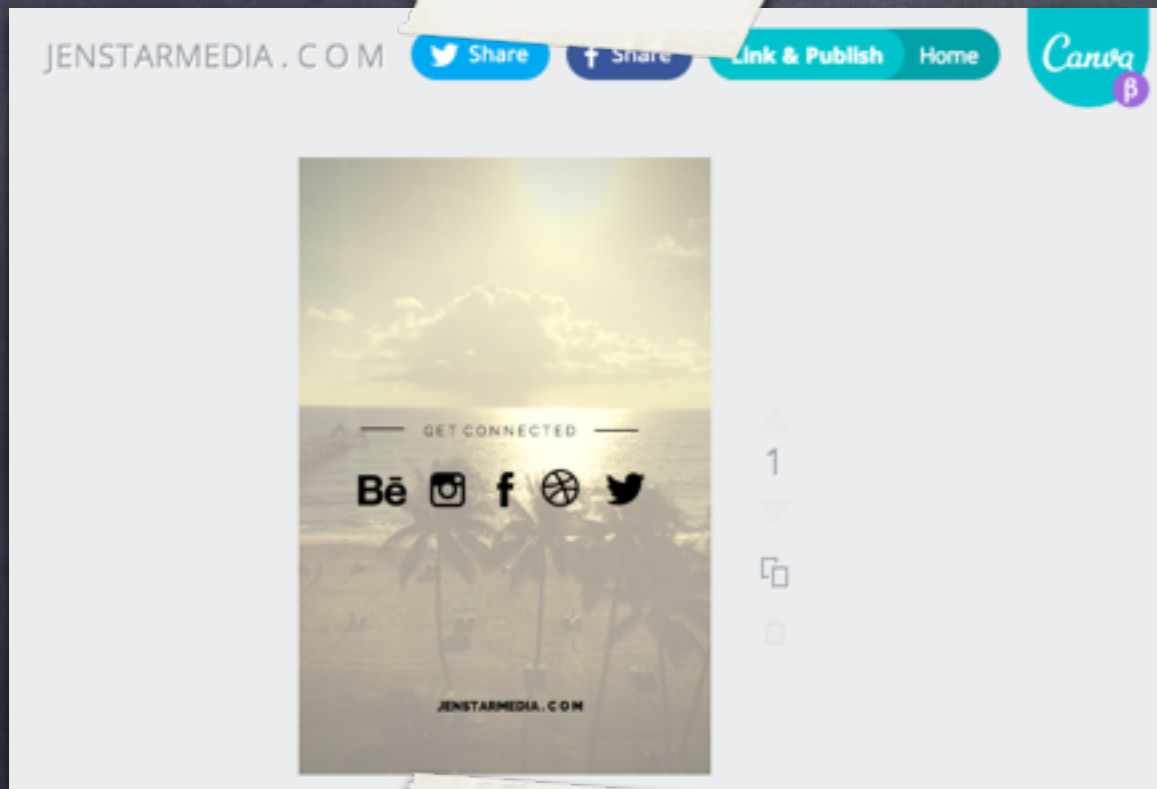 JENSTARMEDIA.COM
Share
Share
Link & Publish
Home
Canva
β
GET CONNECTED
Bē
1
JENSTARMEDIA.COM